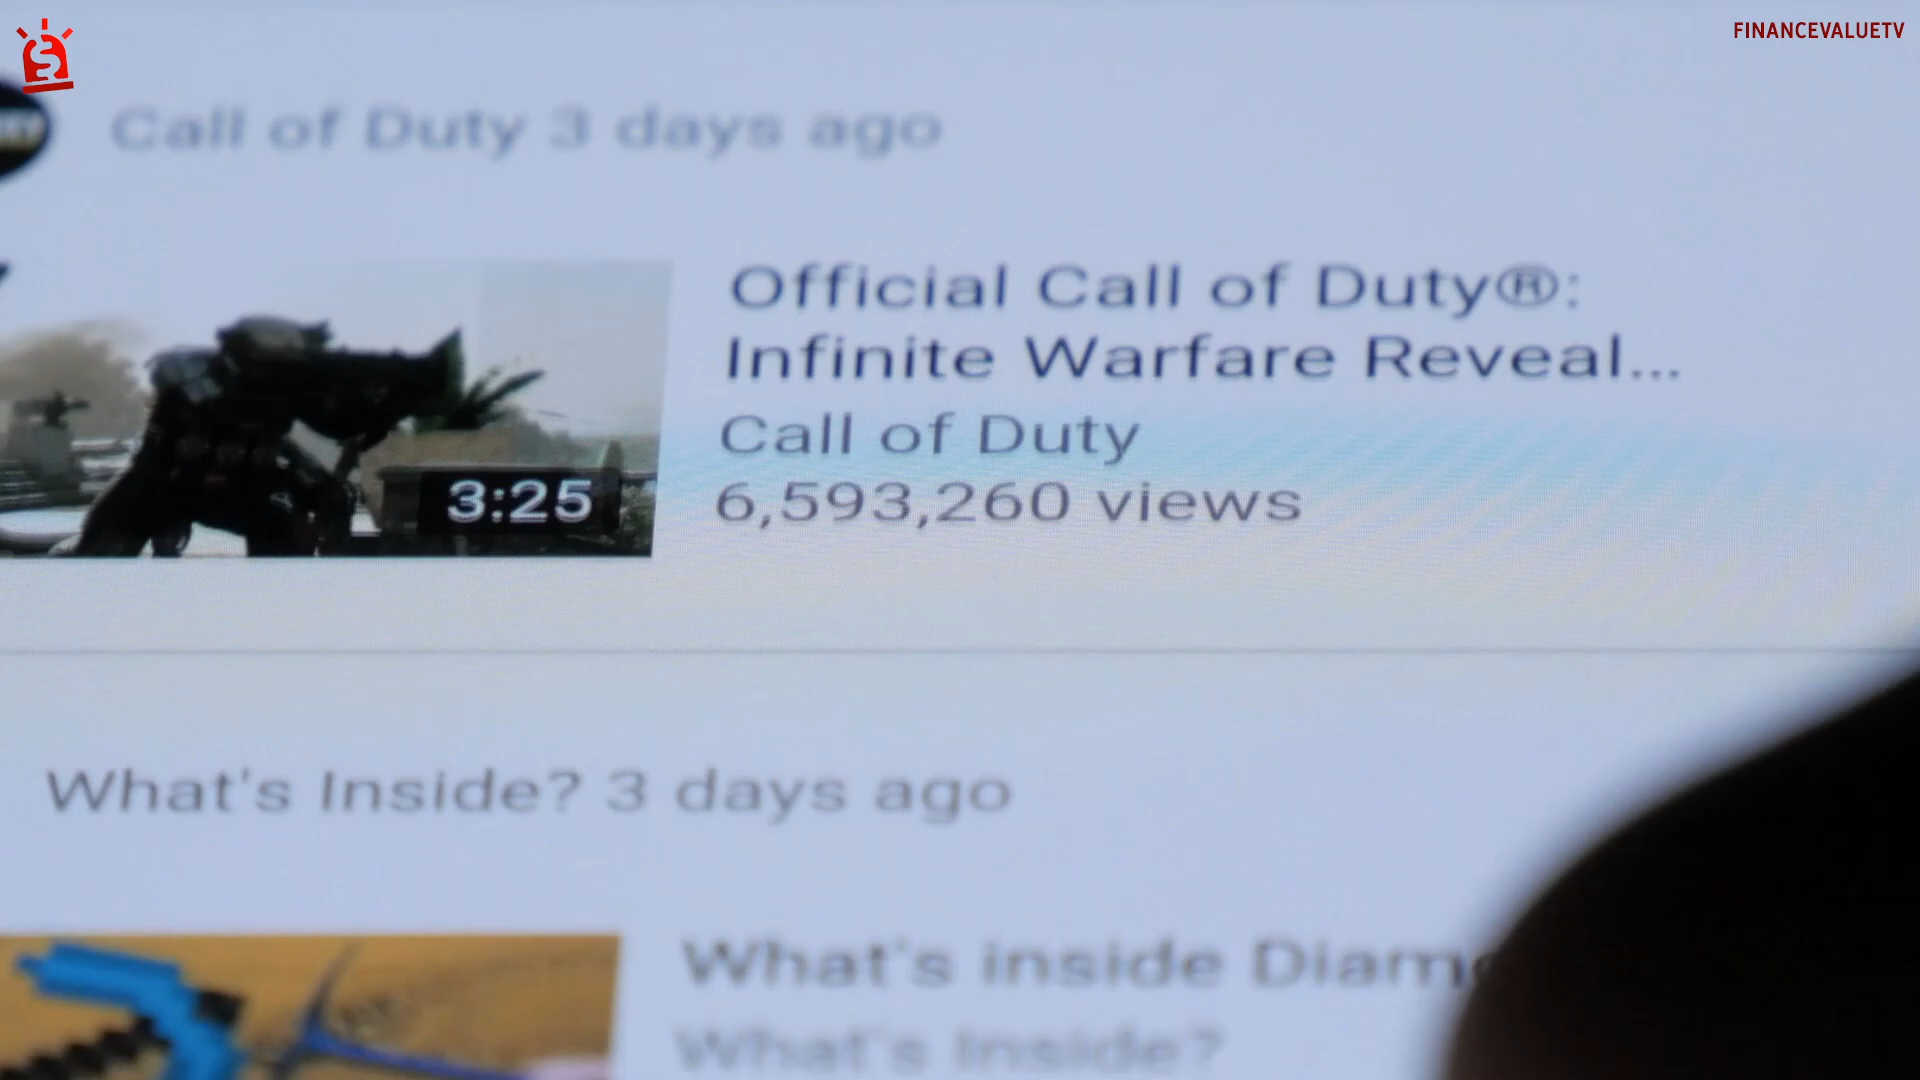 FINANCEVALUETV
Call of Duty 3 days ago
Official Call of Duty®:
Infinite Warfare Reveal...
Call of Duty
6,593,260 views
3:25
What's Inside? 3 days ago
What's inside
What's Inside?